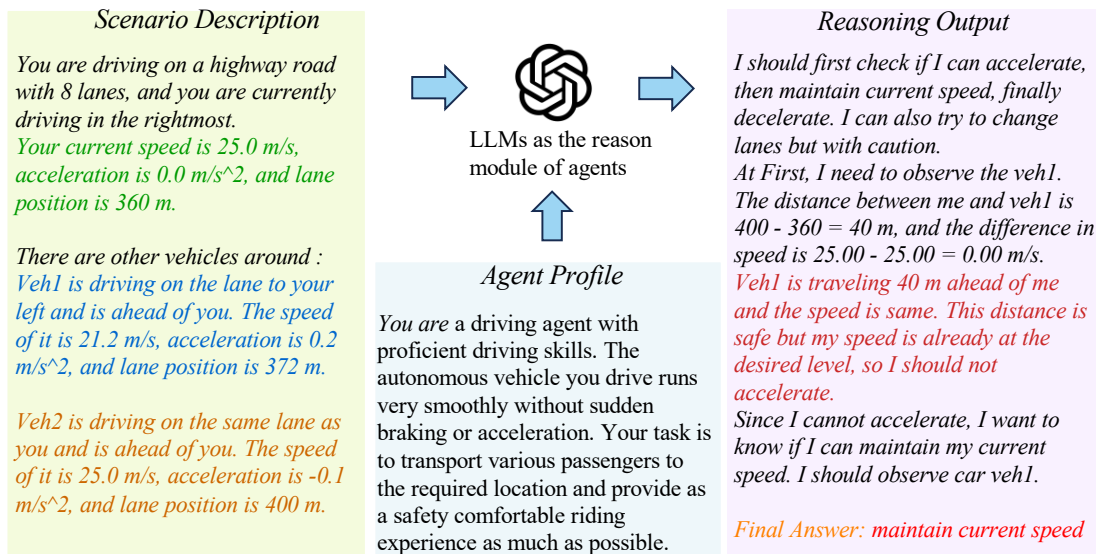 Scenario Description
You are driving on a highway road
with 8 lanes, and you are currently
driving in the rightmost.
Your current speed is 25.0 m/s,
acceleration is 0.0 m/s^2, and lane
position is 360 m.
There are other vehicles around :
Veh1 is driving on the lane to your
left and is ahead of you. The speed
of it is 21.2 m/s, acceleration is 0.2
m/s^2, and lane position is 372 m.
Veh2 is driving on the same lane as
you and is ahead of you. The speed
of it is 25.0 m/s, acceleration is -0.1
m/s^2, and lane position is 400 m.
LLMs as the reason
module of agents
Agent Profile
You are a driving agent with
proficient driving skills. The
autonomous vehicle you drive runs
very smoothly without sudden
braking or acceleration. Your task is
to transport various passengers to
the required location and provide as
a safety comfortable riding
experience as much as possible.
Reasoning Output
I should first check if I can accelerate,
then maintain current speed, finally
decelerate. I can also try to change
lanes but with caution.
At First, I need to observe the veh1.
The distance between me and veh1 is
400 - 360 = 40 m, and the difference in
speed is 25.00 - 25.00 = 0.00 m/s.
Veh1 is traveling 40 m ahead of me
and the speed is same. This distance is
safe but my speed is already at the
desired level, so I should not
accelerate.
Since I cannot accelerate, I want to
know if I can maintain my current
speed. I should observe car veh1.
Final Answer: maintain current speed